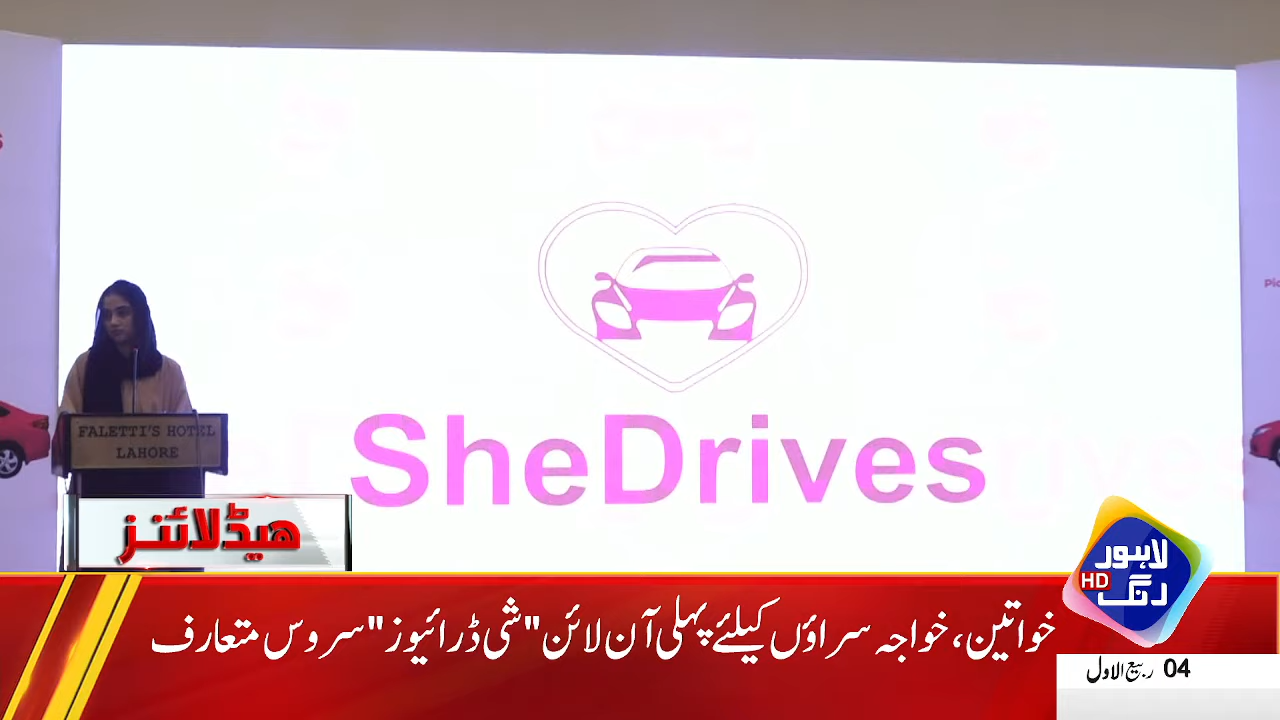 SheDrives
FALETTI'S HOTEL
LAHORE
ہیڈلائنز
لاہور
رنگ
HD
خواتین، خواجہ سراؤں کیلئے پہلی آن لائن "شی ڈرائیوز" سروس متعارف
04 ربیع الاول